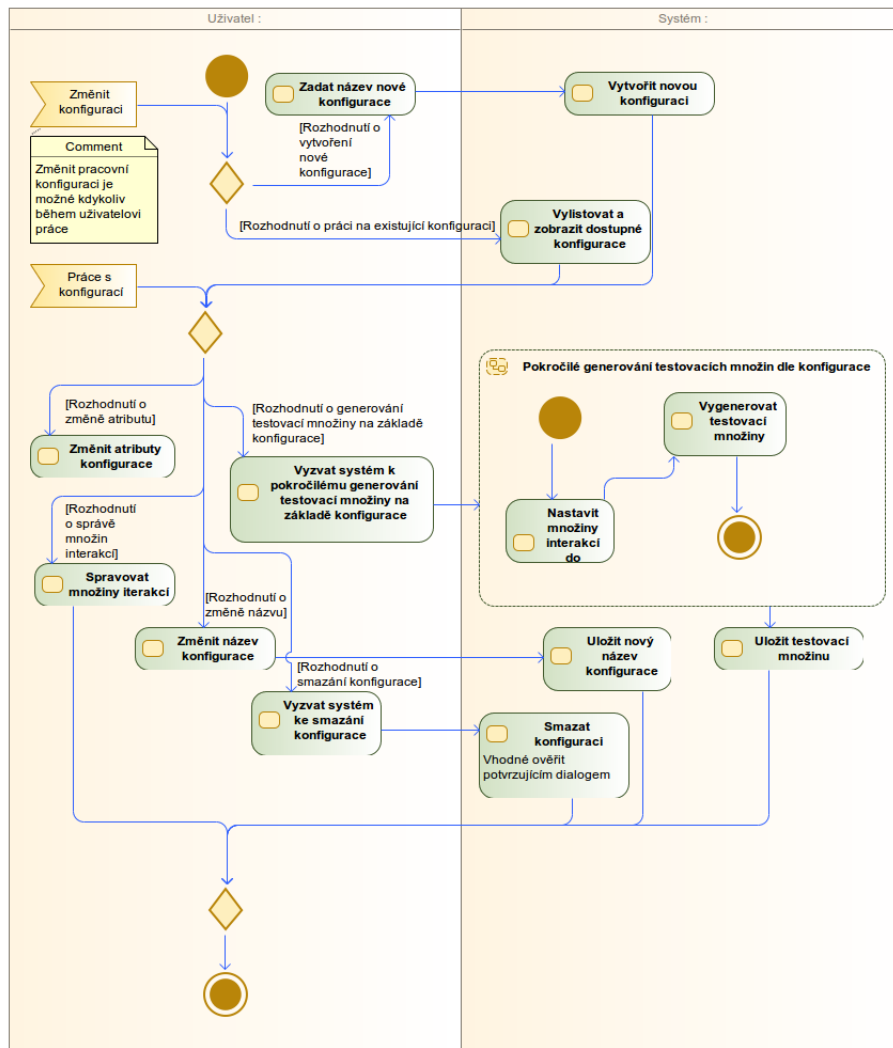 Uživatel :
Systém :
Změnit
konfiguraci
Zadat název nové
konfigurace
Vytvořit novou
konfiguraci
Comment
Změnit pracovní
konfiguraci je
možné kdykoliv
během uživatelovi
práce
[Rozhodnutí o
vytvoření
nové
konfigurace]
[Rozhodnutí o práci na existující konfiguraci]
Vylistovat a
zobrazit dostupné
konfigurace
Práce s
konfigurací
Pokročilé generování testovacích množin dle konfigurace
[Rozhodnutí o
změně atributu]
[Rozhodnutí o generování
testovací množiny na základě
konfigurace]
Vygenerovat
testovací
množiny
Změnit atributy
konfigurace
Vyzvat systém k
pokročilému generování
testovací množiny na
základě konfigurace
[Rozhodnutí
o správě
množin
interakcí]
Nastavit
množiny
interakcí do
Spravovat
množiny iterakcí
[Rozhodnutí o
změně názvu]
Změnit název
konfigurace
Uložit nový
název
konfigurace
Uložit testovací
množinu
[Rozhodnutí o
smazání konfigurace]
Vyzvat systém
ke smazání
konfigurace
Smazat
konfiguraci
Vhodné ověřit
potvrzujícím dialogem